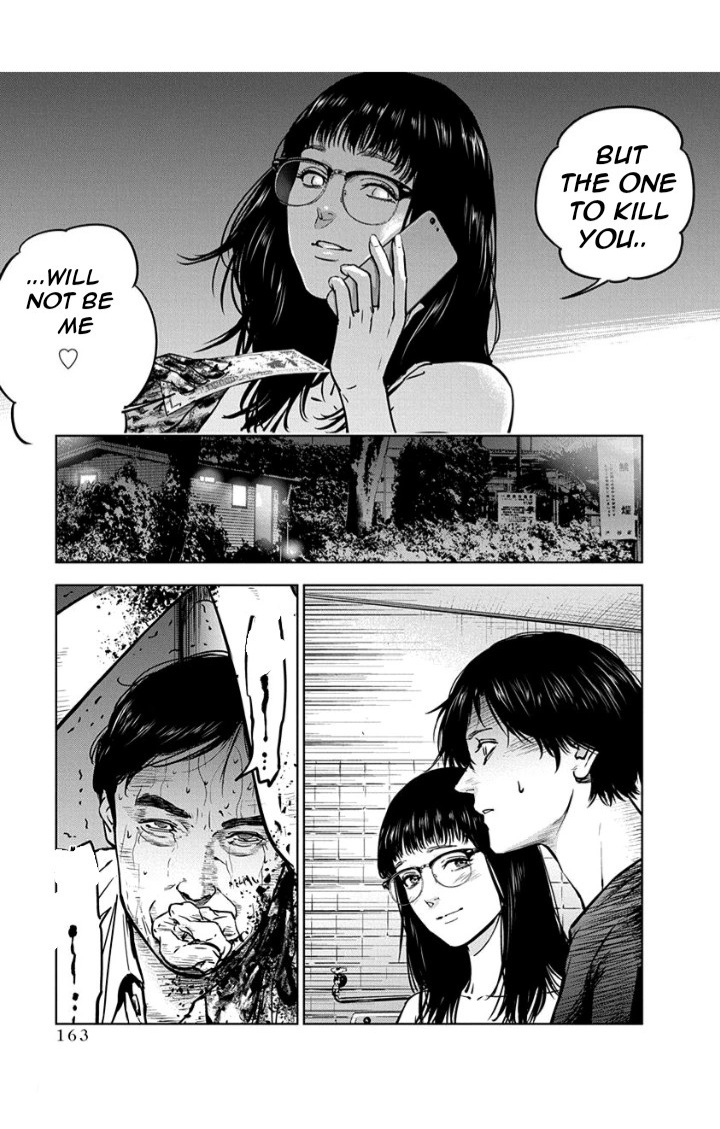 BUT
THE ONE
TO KILL
YOU..
...WILL
NOT BE
ME
♡
163